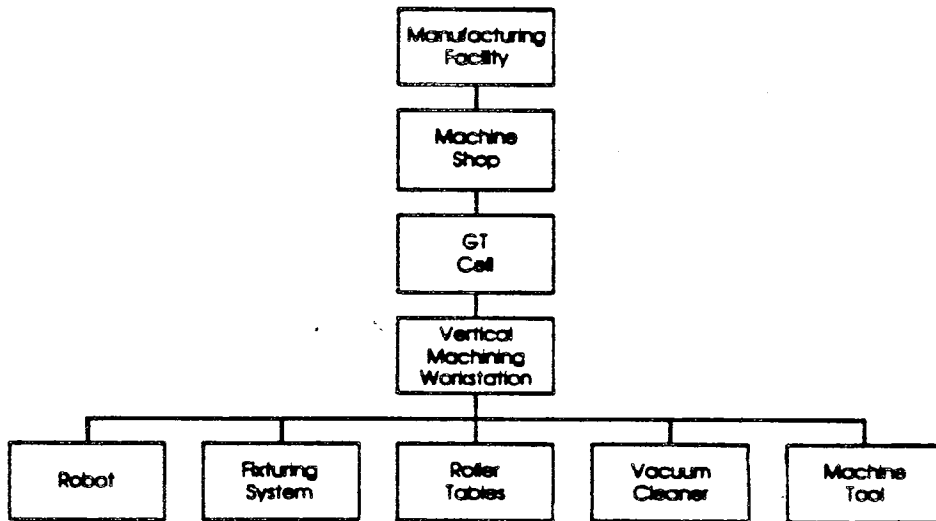 Manufacturing
Facility
Machine
Shop
GT
Cell
Vertical
Machining
Workstation
Robot
Fixturing
System
Roller
Tables
Vacuum
Cleaner
Machine
Tool